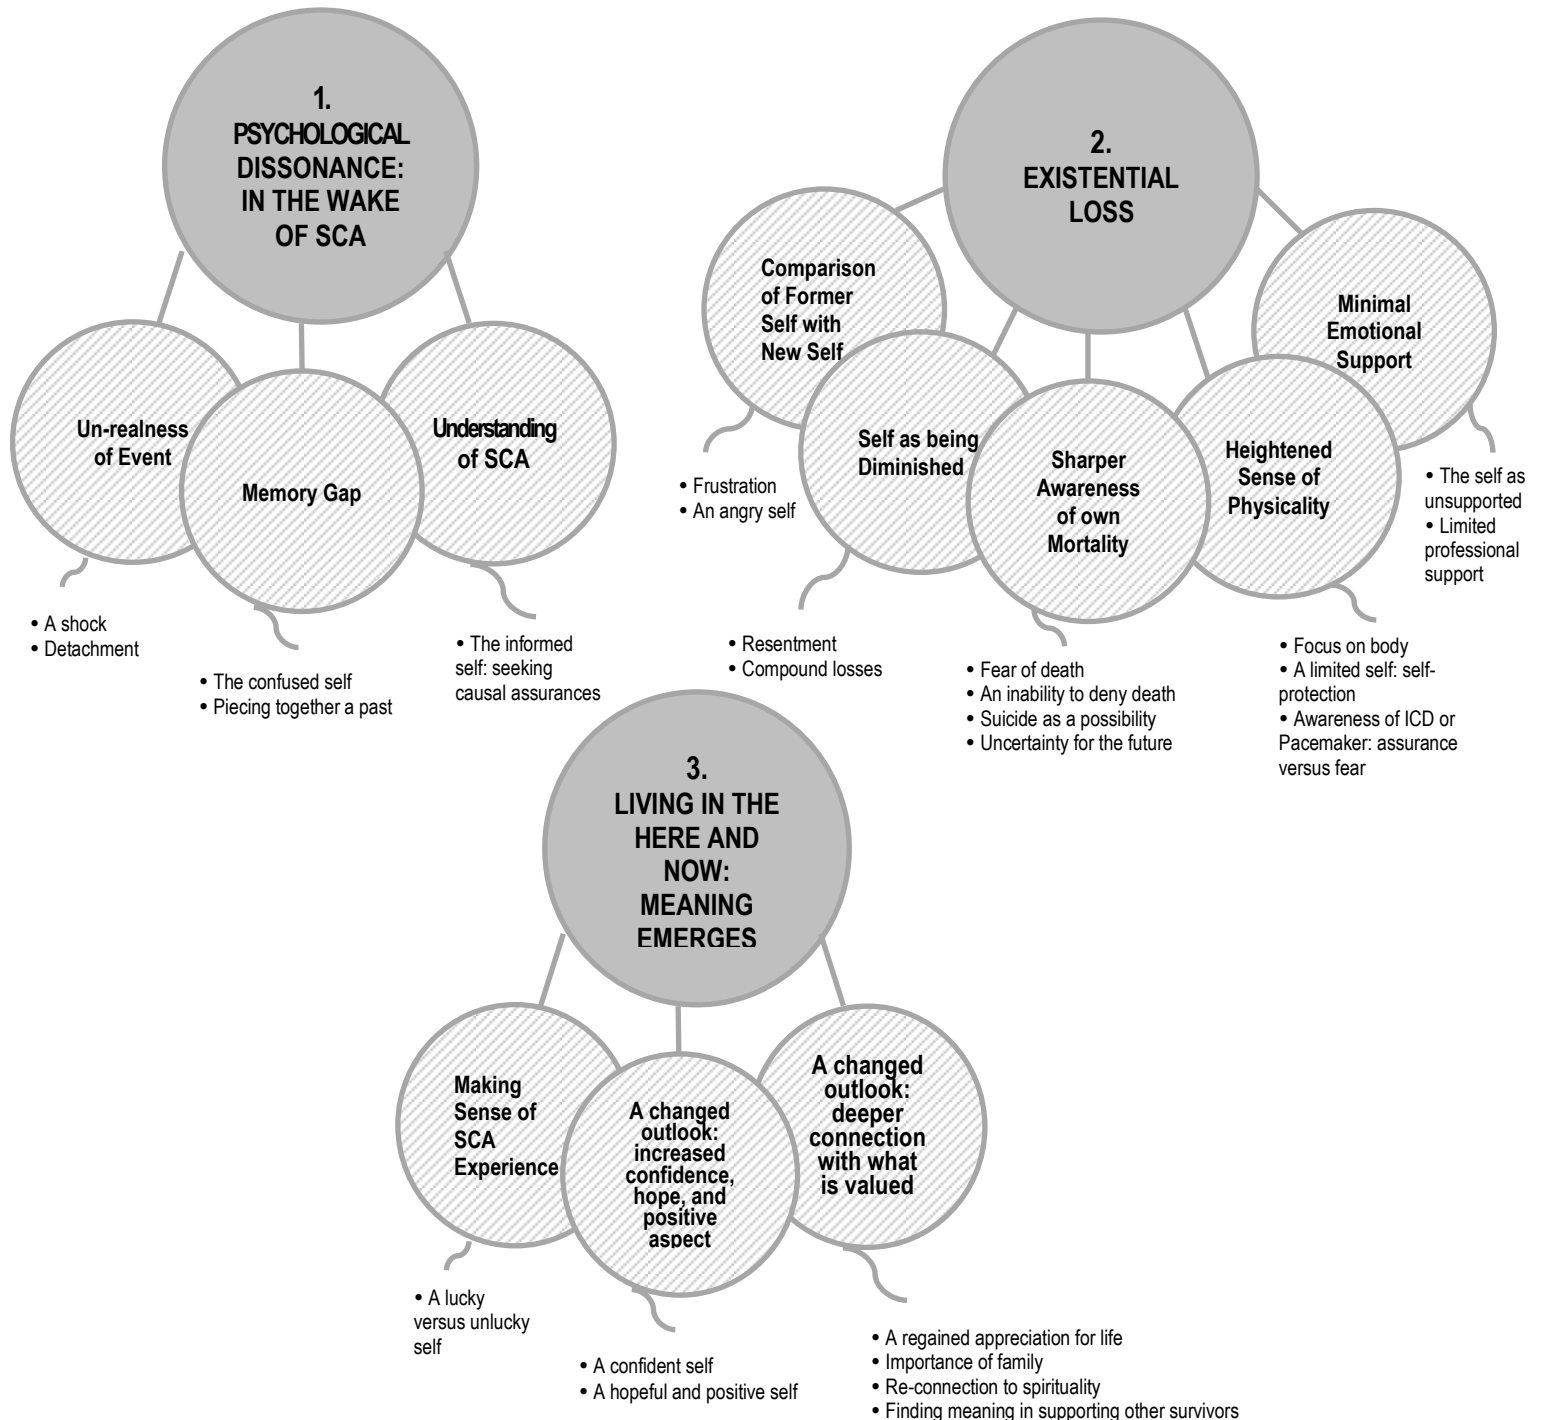 1.
PSYCHOLOGICAL
DISSONANCE:
IN THE WAKE
OF SCA
Un-realness
of Event
Memory Gap
Understanding
of SCA
• A shock
• Detachment
• The confused self
• Piecing together a past
• The informed
self: seeking
causal assurances
2.
EXISTENTIAL
LOSS
Comparison
of Former
Self with
New Self
Self as being
Diminished
Sharper
Awareness
of own
Mortality
Heightened
Sense of
Physicality
Minimal
Emotional
Support
• Frustration
• An angry self
• Resentment
• Compound losses
• Fear of death
• An inability to deny death
• Suicide as a possibility
• Uncertainty for the future
• Focus on body
• A limited self: self-
protection
• Awareness of ICD or
Pacemaker: assurance
versus fear
• The self as
unsupported
• Limited
professional
support
3.
LIVING IN THE
HERE AND
NOW:
MEANING
EMERGES
Making
Sense of
SCA
Experience
A changed
outlook:
increased
confidence,
hope, and
positive
aspect
A changed
outlook:
deeper
connection
with what
is valued
• A lucky
versus unlucky
self
• A confident self
• A hopeful and positive self
• A regained appreciation for life
• Importance of family
• Re-connection to spirituality
• Finding meaning in supporting other survivors